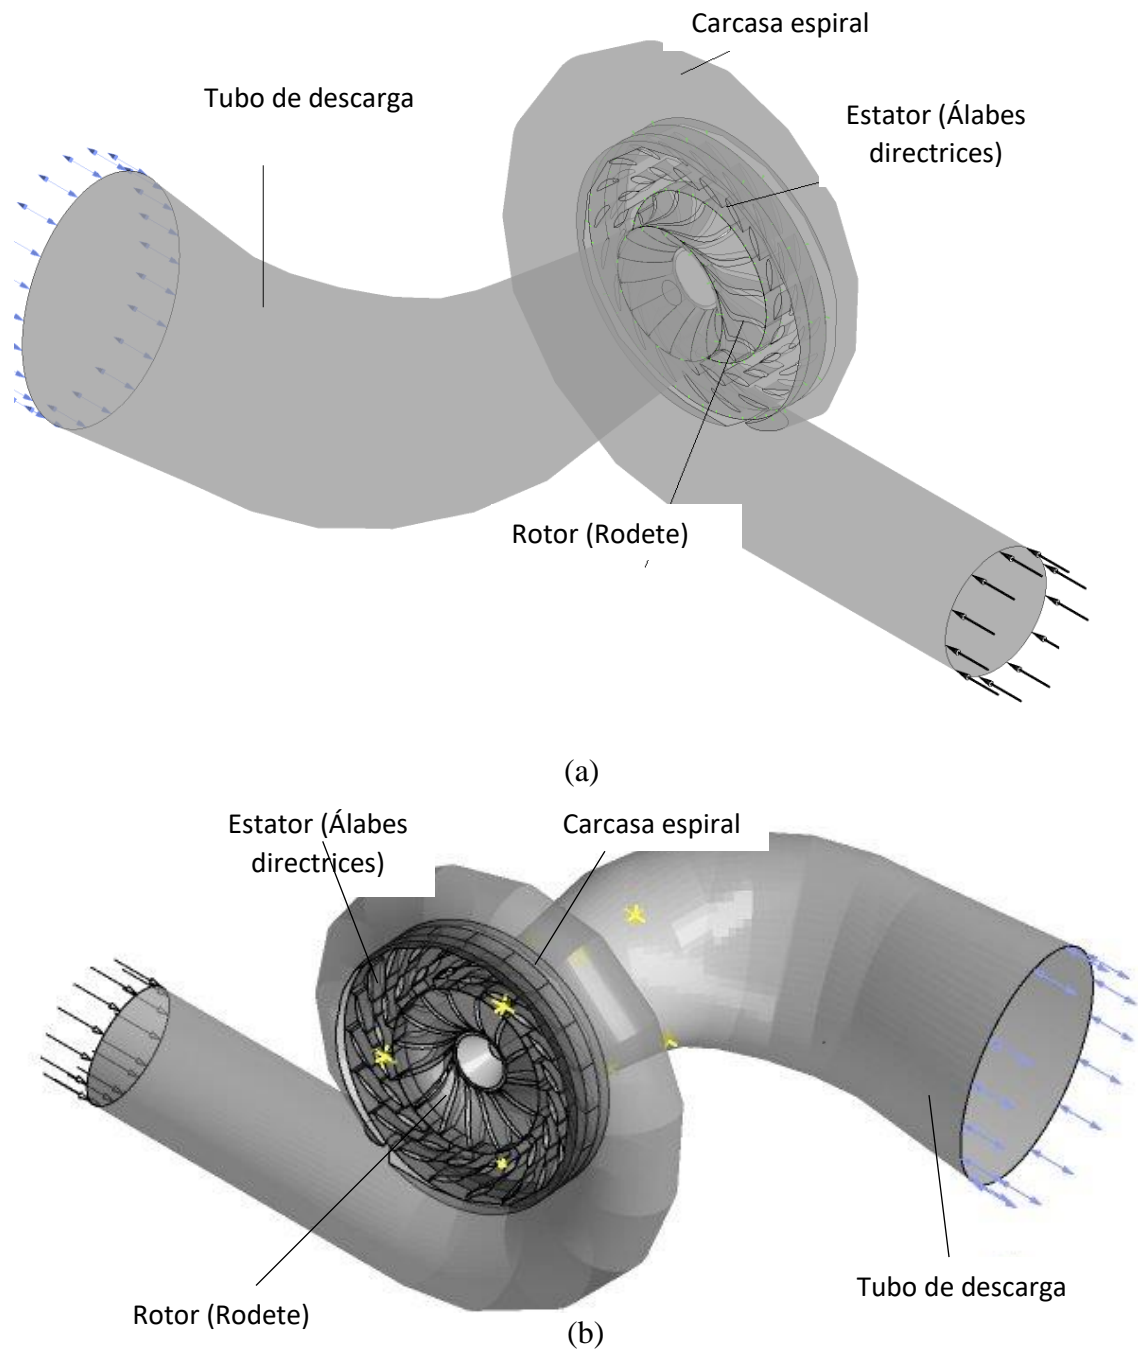 Carcasa espiral
Tubo de descarga
Estator (Álabes
directrices)
Rotor (Rodete)
(a)
Estator (Álabes
directrices)
Carcasa espiral
Tubo de descarga
Rotor (Rodete)
(b)